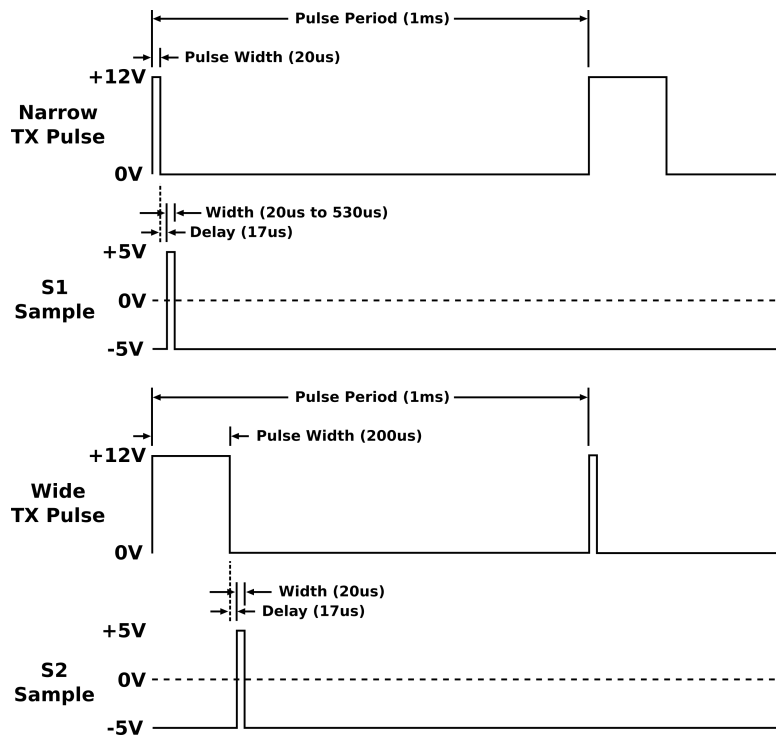 Pulse Period (1ms)
Pulse Width (20us)
+12V
Narrow
TX Pulse
0V
Width (20us to 530us)
Delay (17us)
+5V
S1
Sample
0V
-5V
Pulse Period (1ms)
Pulse Width (200us)
+12V
Wide
TX Pulse
0V
Width (20us)
Delay (17us)
+5V
S2
Sample
0V
-5V